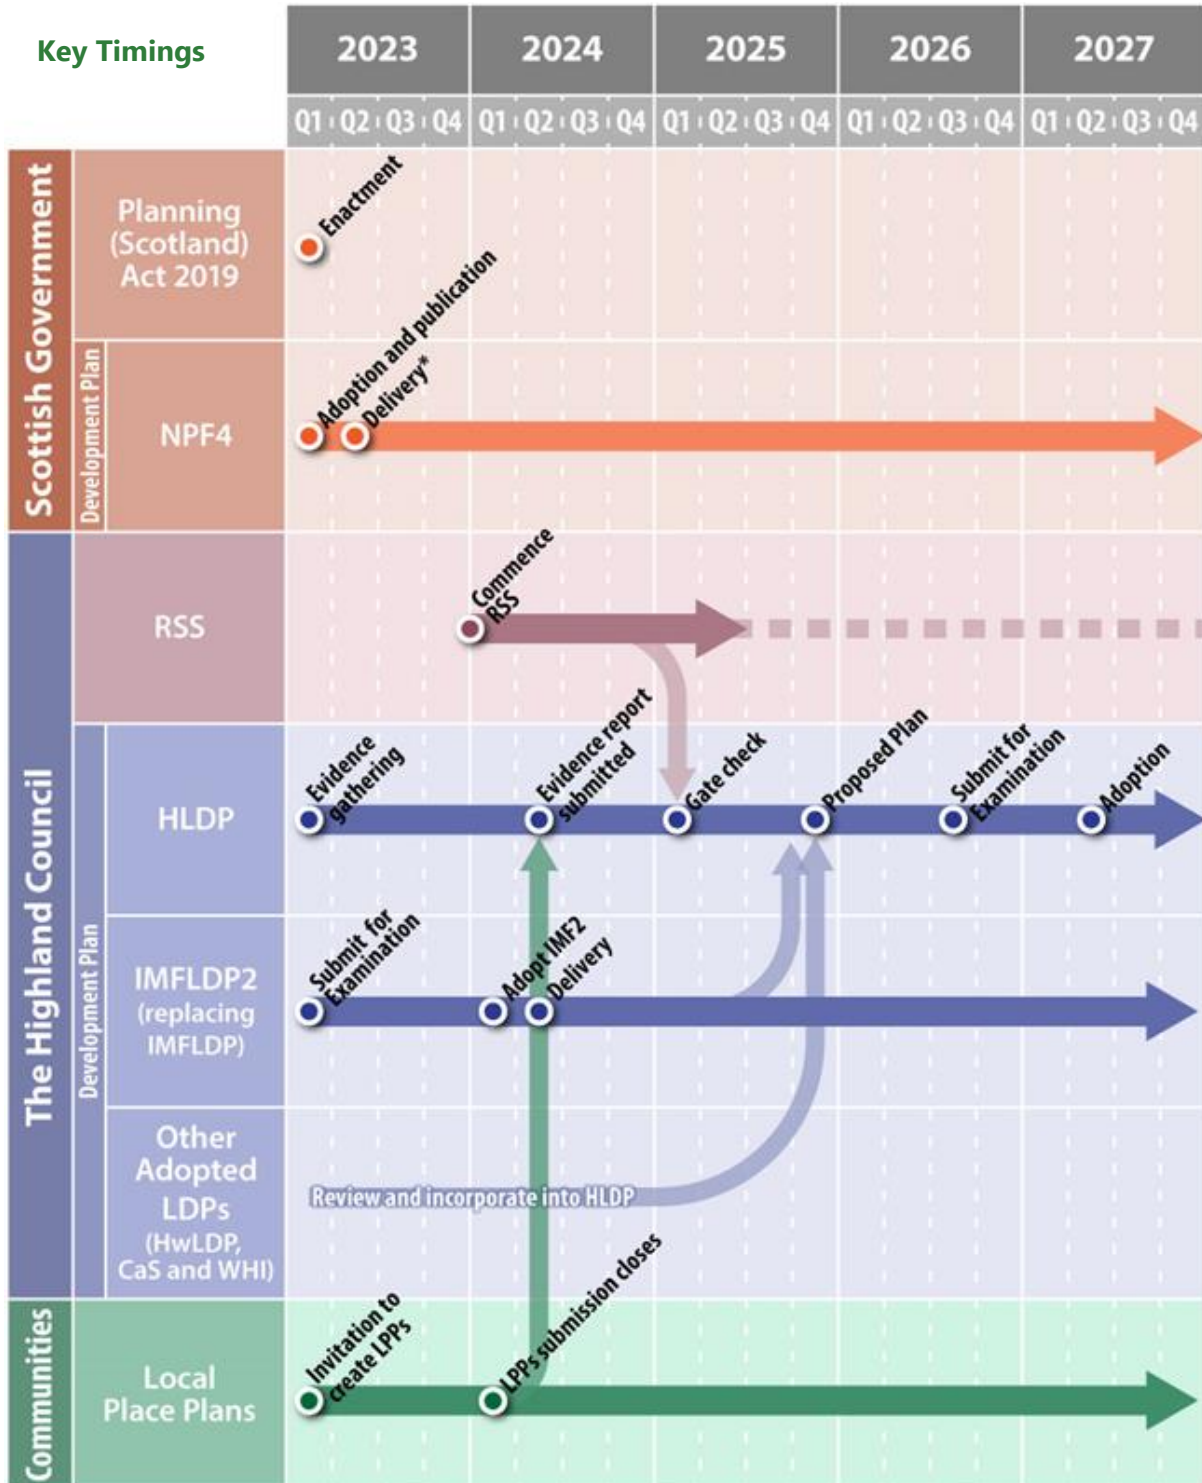 Key Timings
2023
2024
2025
2026
2027
Q1 Q2 Q3 Q4
Q1 Q2 Q3 Q4
Q1 Q2 Q3 Q4
Q1 Q2 Q3 Q4
Q1 Q2 Q3 Q4
Scottish Government
Planning
(Scotland)
Act 2019
Enactment
Development Plan
NPF4
Adoption and publication
Delivery*
The Highland Council
RSS
Commence
RSS
Development Plan
HLDP
Evidence
gathering
Evidence report
submitted
Gate check
Proposed Plan
Submit for
Examination
Adoption
IMFLDP2
(replacing
IMFLDP)
Submit for
Examination
Adopt IMF2
Delivery
Other
Adopted
LDPs
(HwLDP,
CaS and WHI)
Review and incorporate into HLDP
Communities
Local
Place Plans
Invitation to
create LPPs
LPPs submission closes